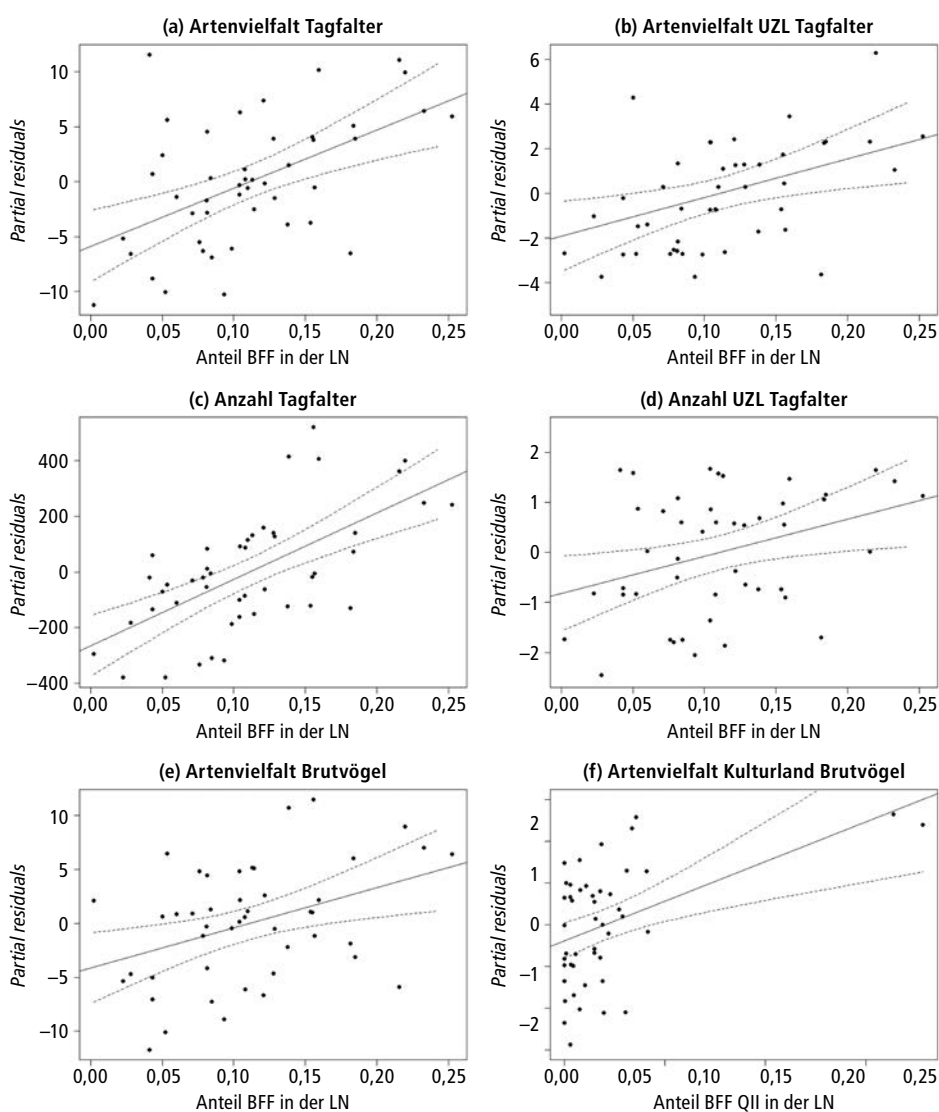 (a) Artenvielfalt Tagfalter
Partial residuals
10
5
0
–5
–10
0,00 0,05 0,10 0,15 0,20 0,25
Anteil BFF in der LN
(b) Artenvielfalt UZL Tagfalter
Partial residuals
6
4
2
0
–2
–4
0,00 0,05 0,10 0,15 0,20 0,25
Anteil BFF in der LN
(c) Anzahl Tagfalter
Partial residuals
400
200
0
–200
–400
0,00 0,05 0,10 0,15 0,20 0,25
Anteil BFF in der LN
(d) Anzahl UZL Tagfalter
Partial residuals
2
1
0
–1
–2
0,00 0,05 0,10 0,15 0,20 0,25
Anteil BFF in der LN
(e) Artenvielfalt Brutvögel
Partial residuals
10
5
0
–5
–10
0,00 0,05 0,10 0,15 0,20 0,25
Anteil BFF in der LN
(f) Artenvielfalt Kulturland Brutvögel
Partial residuals
2
1
0
–1
–2
0,00 0,05 0,10 0,15 0,20 0,25
Anteil BFF QII in der LN